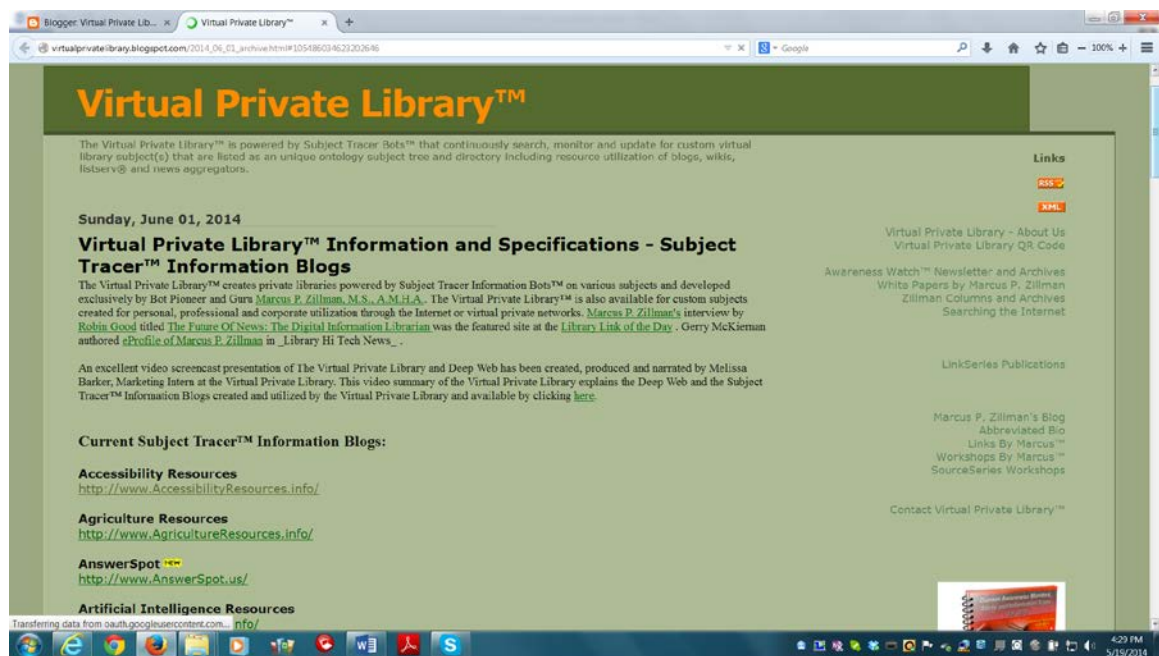 Blogger: Virtual Private Lib...
Virtual Private Library™
virtualprivatelibrary.blogspot.com/2014_06_01_archive.html#105486034623202646
Google
100%
Virtual Private Library™
The Virtual Private Library™ is powered by Subject Tracer Bots™ that continuously search, monitor and update for custom virtual
library subject(s) that are listed as an unique ontology subject tree and directory including resource utilization of blogs, wikis,
listserv® and news aggregators.
Sunday, June 01, 2014
Virtual Private Library™ Information and Specifications - Subject
Tracer™ Information Blogs
The Virtual Private Library™ creates private libraries powered by Subject Tracer Information Bots™ on various subjects and developed
exclusively by Bot Pioneer and Guru Marcus P. Zillman, M.S., A.M.H.A.. The Virtual Private Library™ is also available for custom subjects
created for personal, professional and corporate utilization through the Internet or virtual private networks. Marcus P. Zillman's interview by
Robin Good titled The Future Of News: The Digital Information Librarian was the featured site at the Library Link of the Day . Gerry McKiernan
authored eProfile of Marcus P. Zillman in _Library Hi Tech News_ .
An excellent video screencast presentation of The Virtual Private Library and Deep Web has been created, produced and narrated by Melissa
Barker, Marketing Intern at the Virtual Private Library. This video summary of the Virtual Private Library explains the Deep Web and the Subject
Tracer™ Information Blogs created and utilized by the Virtual Private Library and available by clicking here.
Current Subject Tracer™ Information Blogs:
Accessibility Resources
http://www.AccessibilityResources.info/
Agriculture Resources
http://www.AgricultureResources.info/
AnswerSpot NEW
http://www.AnswerSpot.us/
Artificial Intelligence Resources
nfo/
Links
RSS
XML
Virtual Private Library - About Us
Virtual Private Library QR Code
Awareness Watch™ Newsletter and Archives
White Papers by Marcus P. Zillman
Zillman Columns and Archives
Searching the Internet
LinkSeries Publications
Marcus P. Zillman's Blog
Abbreviated Bio
Links By Marcus™
Workshops By Marcus™
SourceSeries Workshops
Contact Virtual Private Library™
Transferring data from oauth.googleusercontent.com...
4:29 PM
5/19/2014